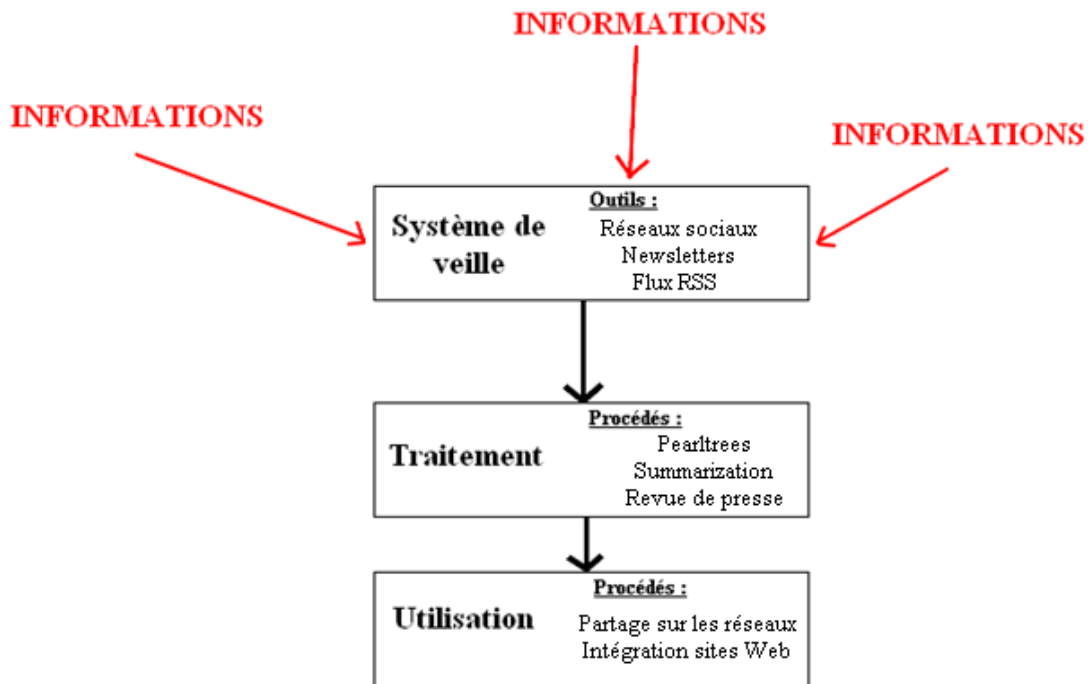 INFORMATIONS
INFORMATIONS
INFORMATIONS
Système de
veille
Outils :
Réseaux sociaux
Newsletters
Flux RSS
Traitement
Procédés :
Pearltrees
Summarization
Revue de presse
Utilisation
Procédés :
Partage sur les réseaux
Intégration sites Web